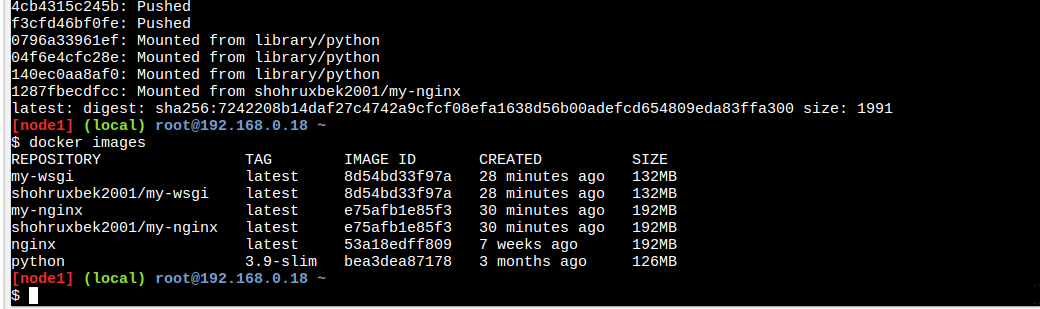 4cb4315c245b: Pushed
f3cfd46bf0fe: Pushed
0796a33961ef: Mounted from library/python
04f6e4cfc28e: Mounted from library/python
140ec0aa8af0: Mounted from library/python
1287fbecdfcc: Mounted from shohruxbek2001/my-nginx
latest: digest: sha256:7242208b14daf27c4742a9cfcf08efa1638d56b00adefcd654809eda83ffa300 size: 1991
[node1] (local) root@192.168.0.18 ~
$ docker images
REPOSITORY TAG IMAGE ID CREATED SIZE
my-wsgi latest 8d54bd33f97a 28 minutes ago 132MB
shohruxbek2001/my-wsgi latest 8d54bd33f97a 28 minutes ago 132MB
my-nginx latest e75afb1e85f3 30 minutes ago 192MB
shohruxbek2001/my-nginx latest e75afb1e85f3 30 minutes ago 192MB
nginx latest 53a18edff809 7 weeks ago 192MB
python 3.9-slim bea3dea87178 3 months ago 126MB
[node1] (local) root@192.168.0.18 ~
$